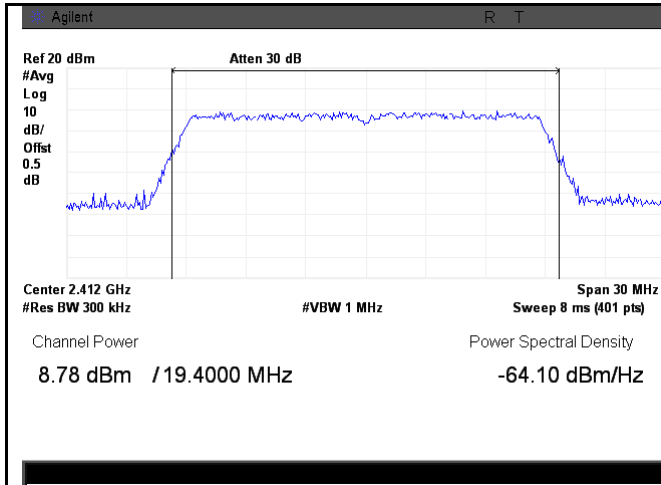 Agilent R T
Ref 20 dBm Atten 30 dB
#Avg
Log
10
dB/
Offst
0.5
dB
Center 2.412 GHz Span 30 MHz
#Res BW 300 kHz #VBW 1 MHz Sweep 8 ms (401 pts)
Channel Power Power Spectral Density
8.78 dBm / 19.4000 MHz -64.10 dBm/Hz